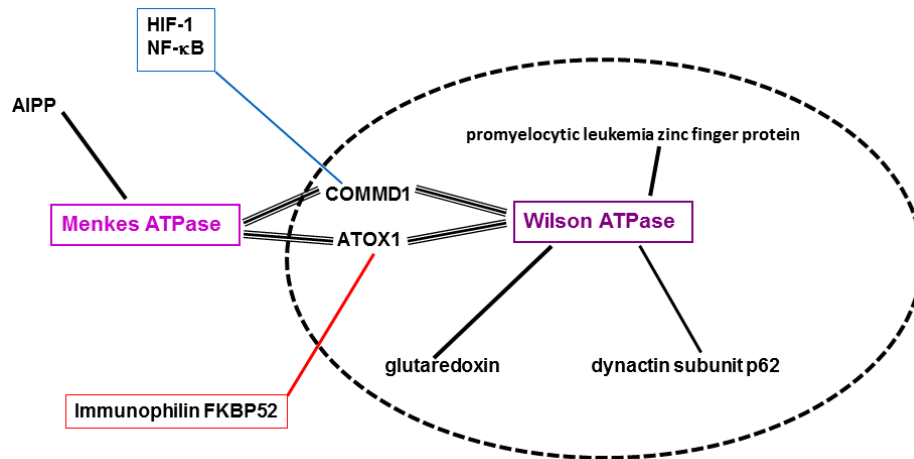 HIF-1
NF-κB
AIPP
promyelocytic leukemia zinc finger protein
COMMD1
Menkes ATPase
Wilson ATPase
ATOX1
glutaredoxin
dynactin subunit p62
Immunophilin FKBP52